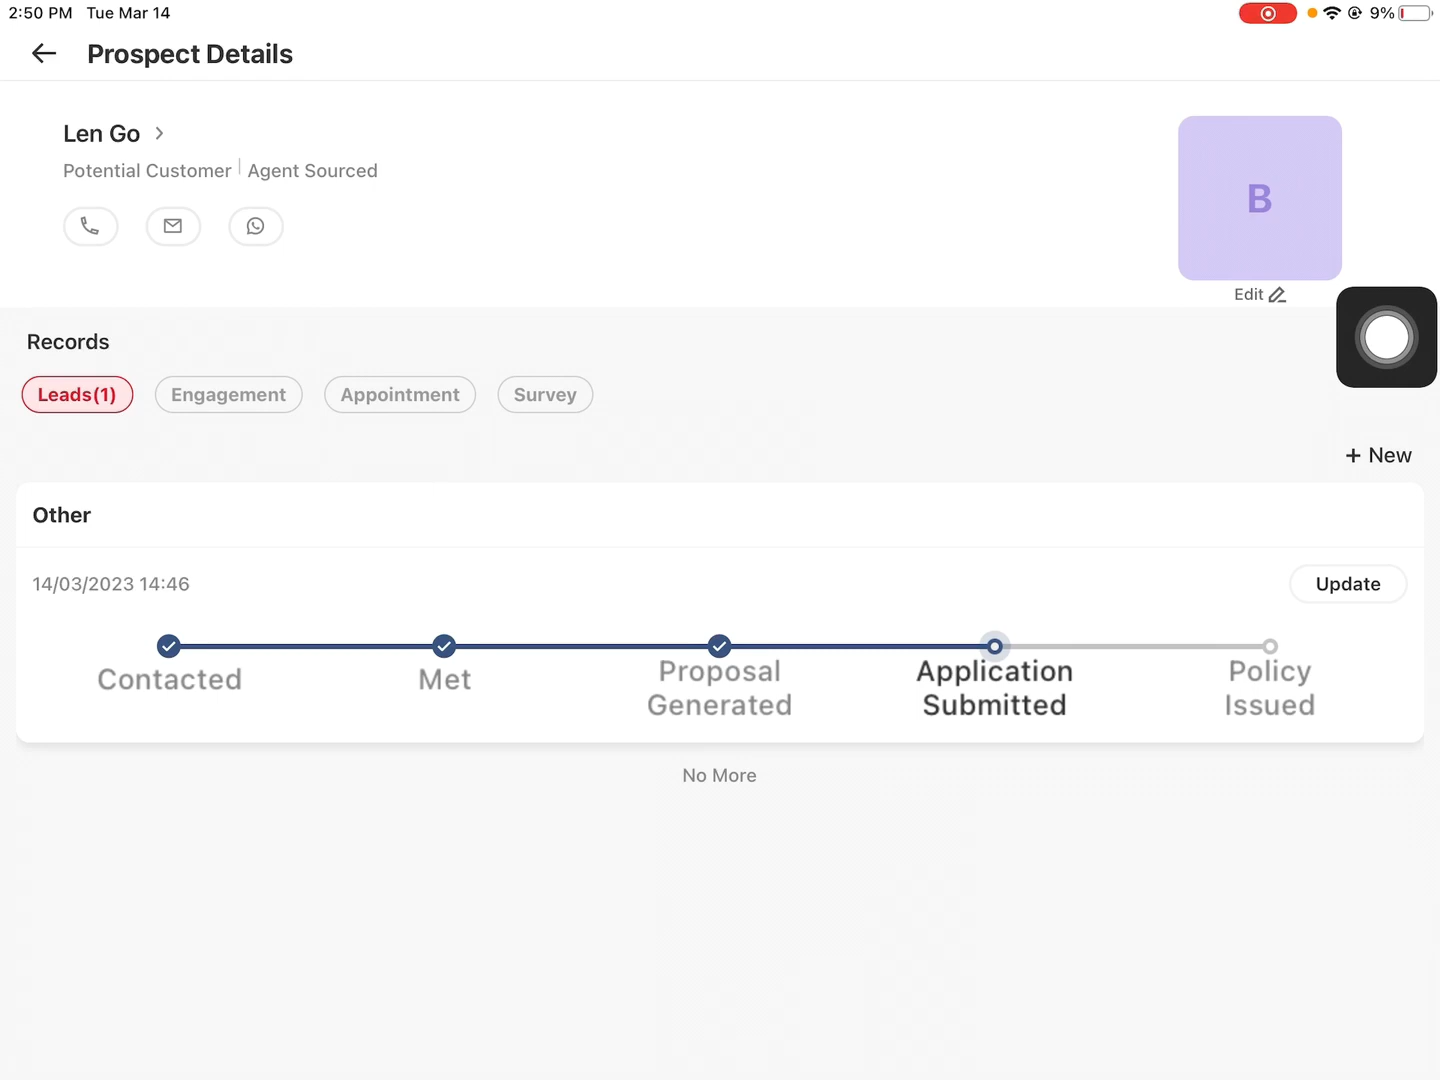 2:50 PM Tue Mar 14
9%
Prospect Details
Len Go
Potential Customer | Agent Sourced
B
Edit
Records
Leads(1) Engagement Appointment Survey
+ New
Other
14/03/2023 14:46
Update
Contacted
Met
Proposal
Generated
Application
Submitted
Policy
Issued
No More